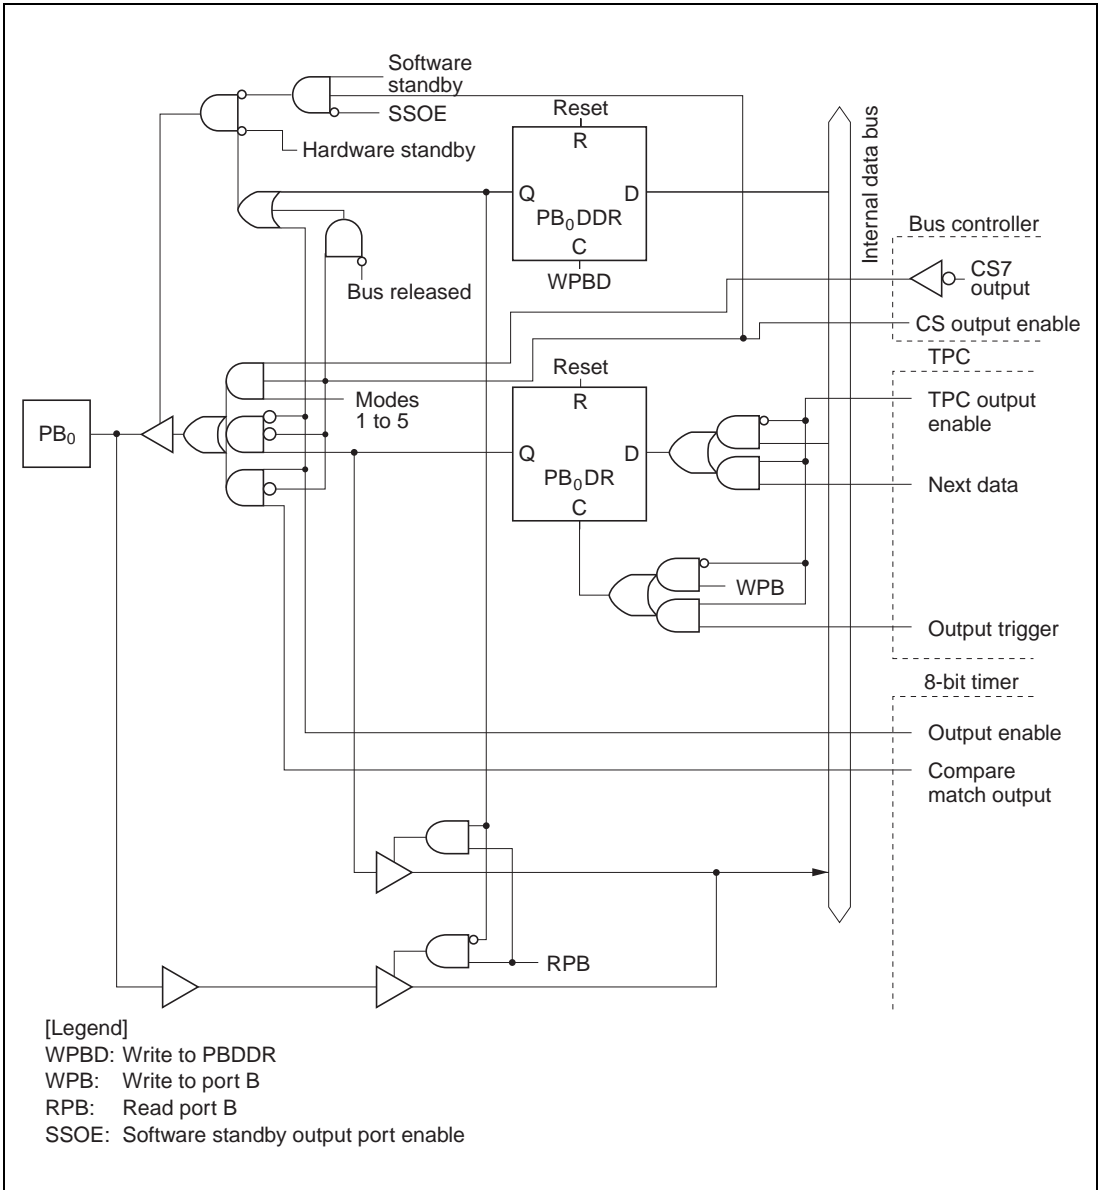 Software
standby
SSOE
Hardware standby
Reset
R
Q
D
PB0DDR
C
WPBD
Bus released
Internal data bus
Bus controller
CS7
output
CS output enable
TPC
Reset
R
Modes
1 to 5
TPC output
enable
PB0
Q
D
PB0DR
C
Next data
WPB
Output trigger
8-bit timer
Output enable
Compare
match output
RPB
[Legend]
WPBD: Write to PBDDR
WPB: Write to port B
RPB: Read port B
SSOE: Software standby output port enable